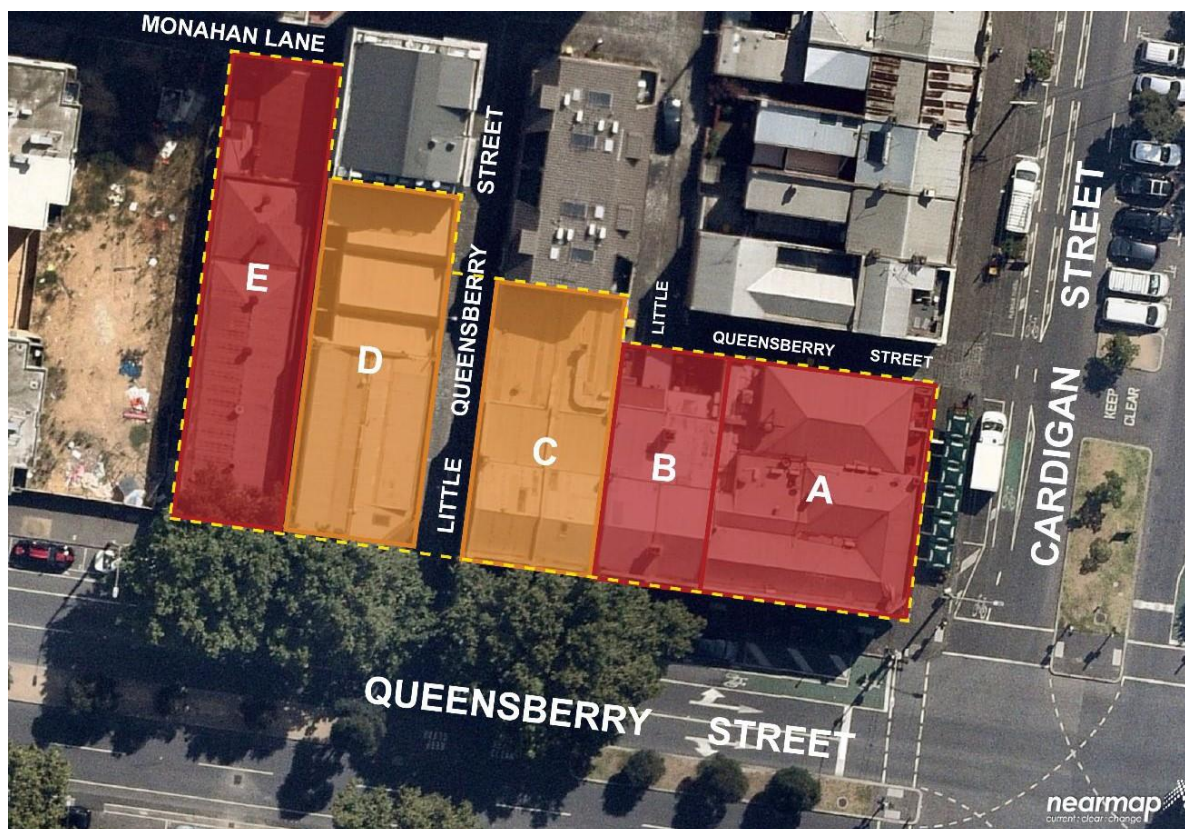 MONAHAN LANE
STREET
QUEENSBERRY
LITTLE
LITTLE
QUEENSBERRY STREET
CARDIGAN STREET
KEEP
CLEAR
E
D
C
B
A
QUEENSBERRY STREET
nearmap
current:clear:change